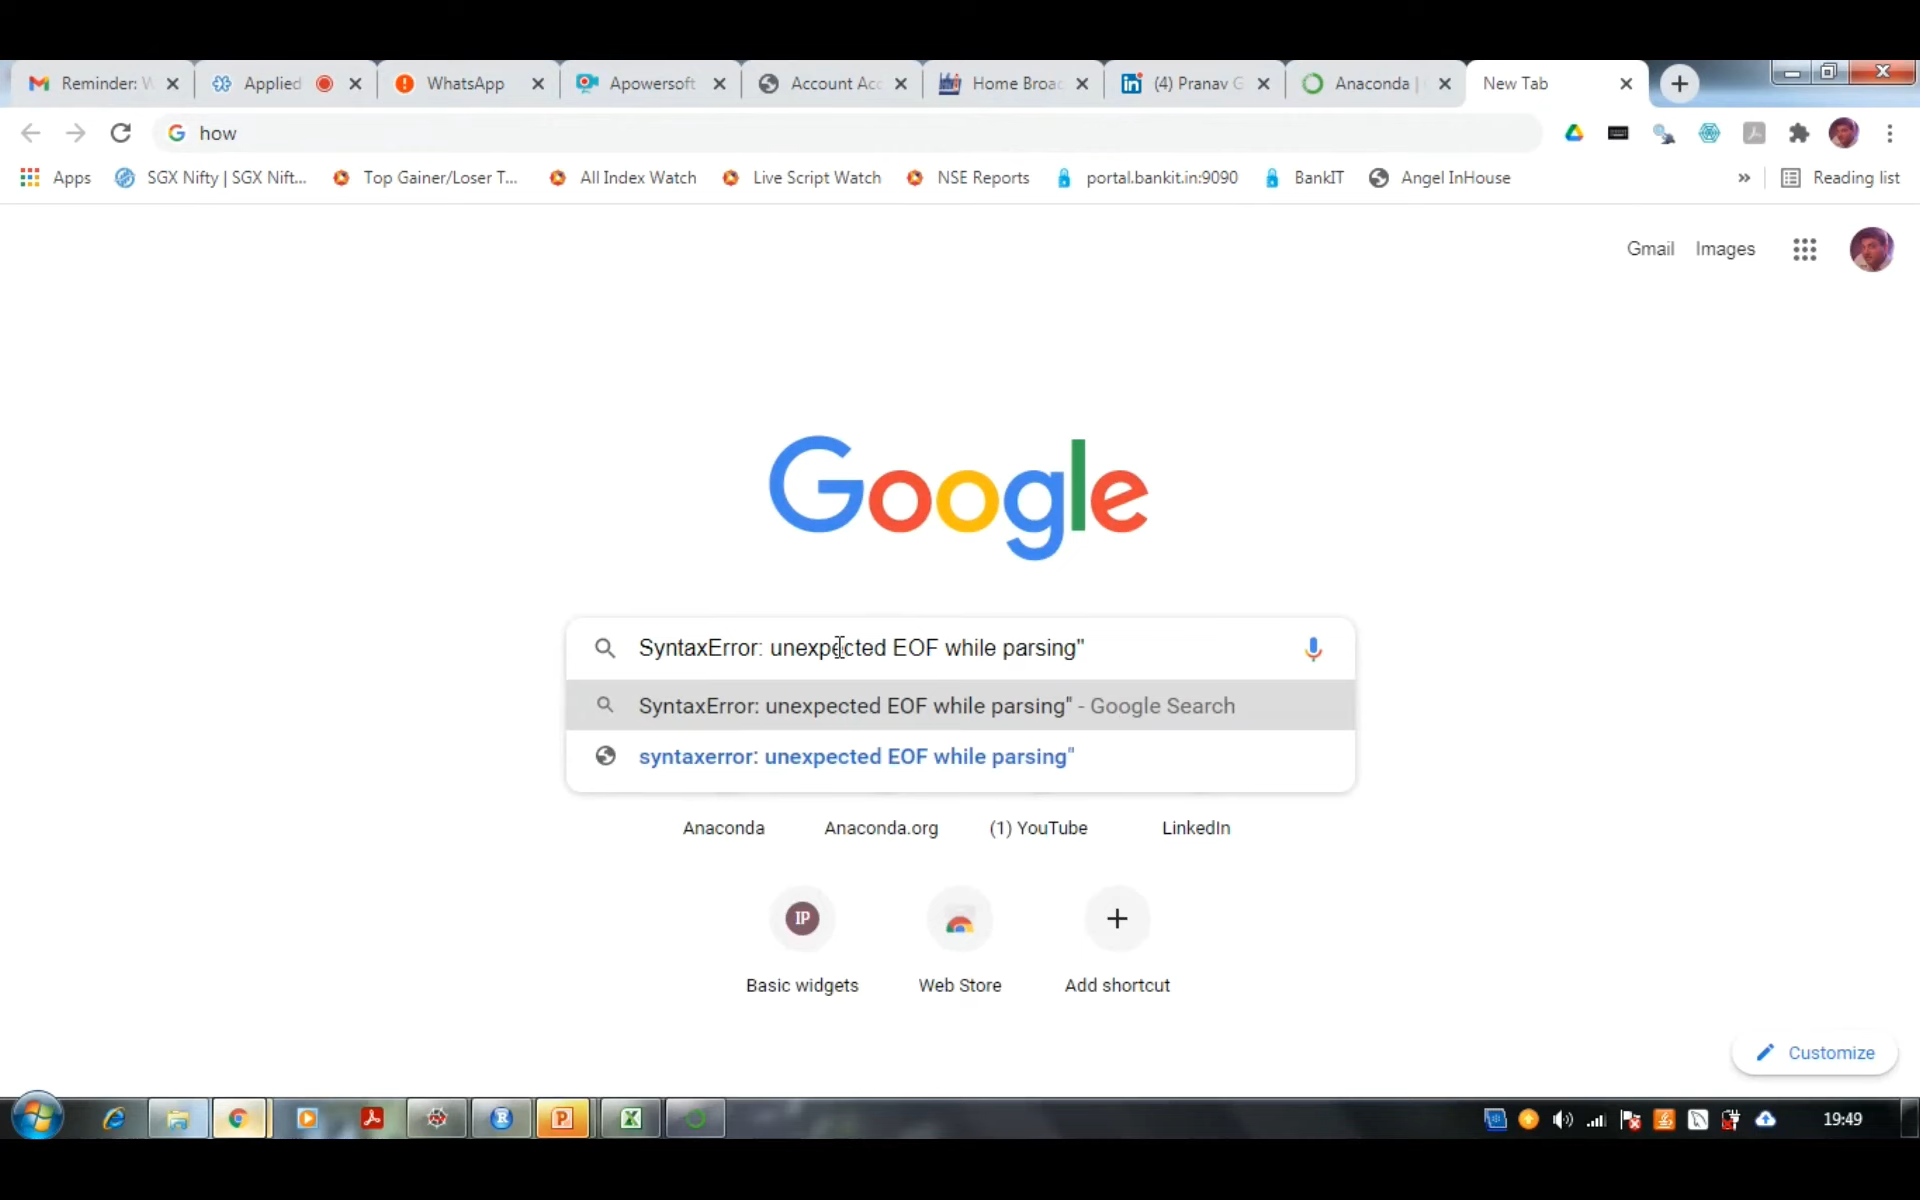 Reminder: W
Applied
WhatsApp
Apowersoft
Account Acc
Home Broad
(4) Pranav G
Anaconda |
New Tab
how
Apps
SGX Nifty | SGX Nift...
Top Gainer/Loser T...
All Index Watch
Live Script Watch
NSE Reports
portal.bankit.in:9090
BankIT
Angel InHouse
»
Reading list
Gmail
Images
Google
SyntaxError: unexpected EOF while parsing"
SyntaxError: unexpected EOF while parsing" - Google Search
syntaxerror: unexpected EOF while parsing"
Anaconda
Anaconda.org
(1) YouTube
LinkedIn
IP
Basic widgets
Web Store
Add shortcut
Customize
19:49